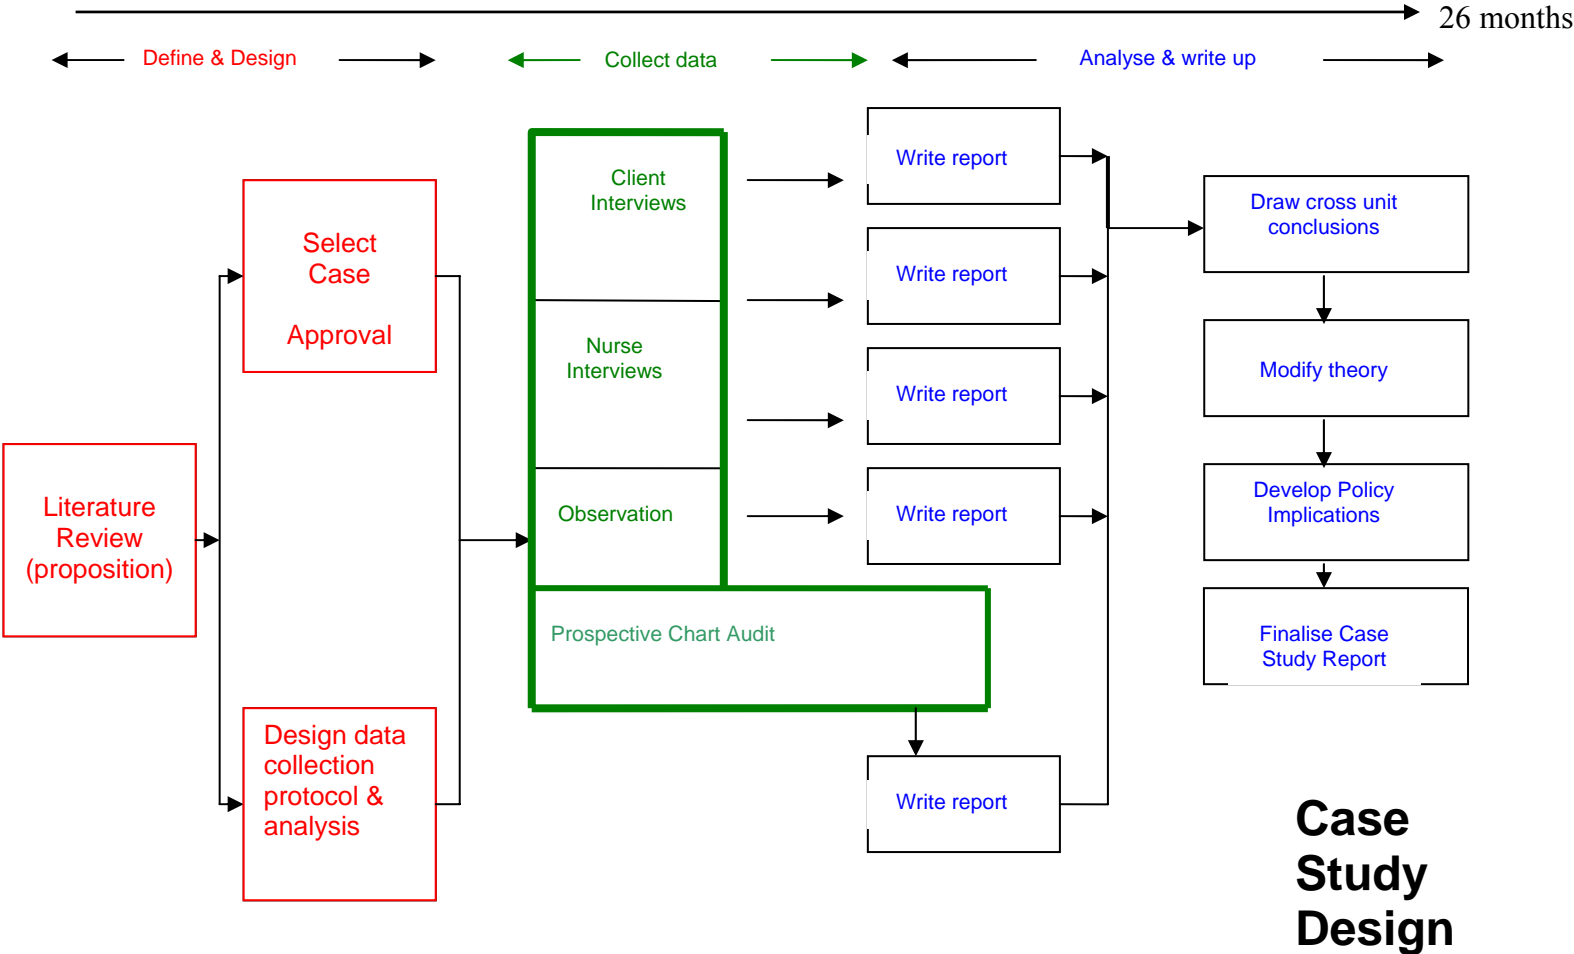 26 months
Define & Design
Collect data
Analyse & write up
Literature
Review
(proposition)
Select
Case
Approval
Design data
collection
protocol &
analysis
Client
Interviews
Nurse
Interviews
Observation
Prospective Chart Audit
Write report
Write report
Write report
Write report
Write report
Draw cross unit
conclusions
Modify theory
Develop Policy
Implications
Finalise Case
Study Report
Case
Study
Design